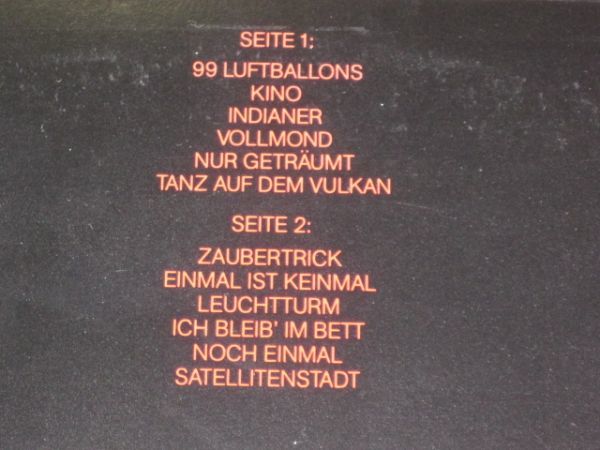 SEITE 1:
99 LUFTBALLONS
KINO
INDIANER
VOLLMOND
NUR GETRÄUMT
TANZ AUF DEM VULKAN
SEITE 2:
ZAUBERTRICK
EINMAL IST KEINMAL
LEUCHTTURM
ICH BLEIB' IM BETT
NOCH EINMAL
SATELLITENSTADT